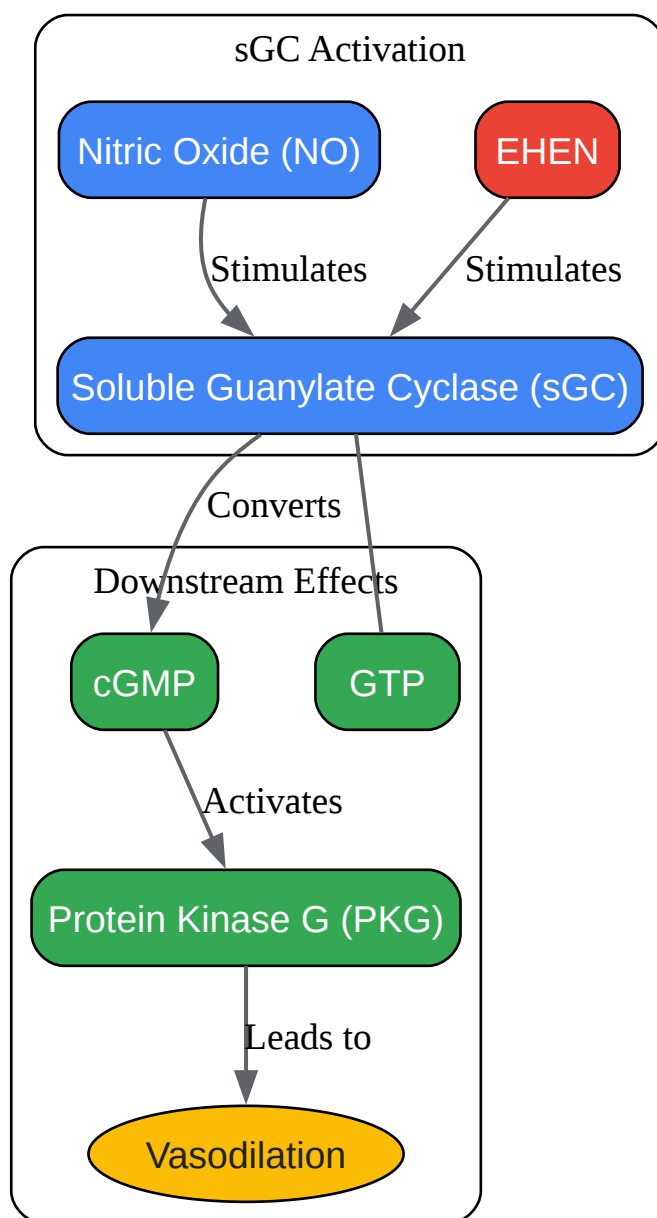 sGC Activation
Nitric Oxide (NO)
EHEN
Stimulates
Stimulates
Soluble Guanylate Cyclase (sGC)
Converts
Downstream Effects
cGMP
GTP
Activates
Protein Kinase G (PKG)
Leads to
Vasodilation